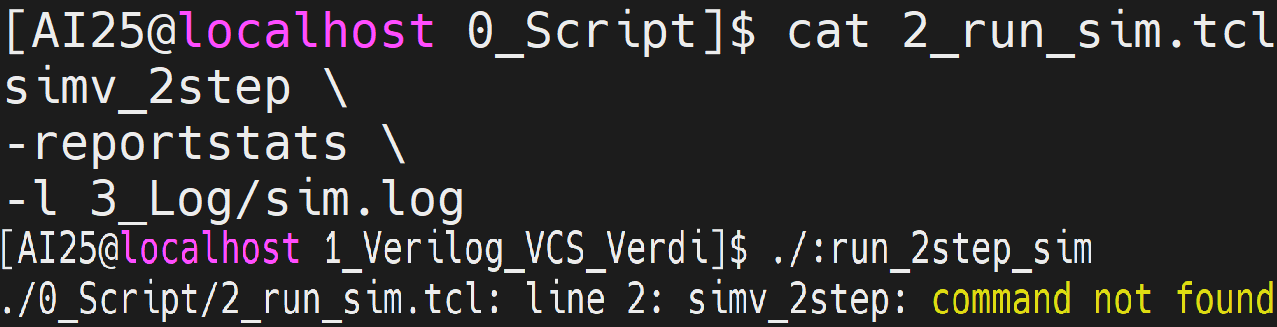 [AI25@localhost 0_Script]$ cat 2_run_sim.tcl
simv_2step \
-reportstats \
-l 3_Log/sim.log
[AI25@localhost 1_Verilog_VCS_Verdi]$ ./:run_2step_sim
./0_Script/2_run_sim.tcl: line 2: simv_2step: command not found